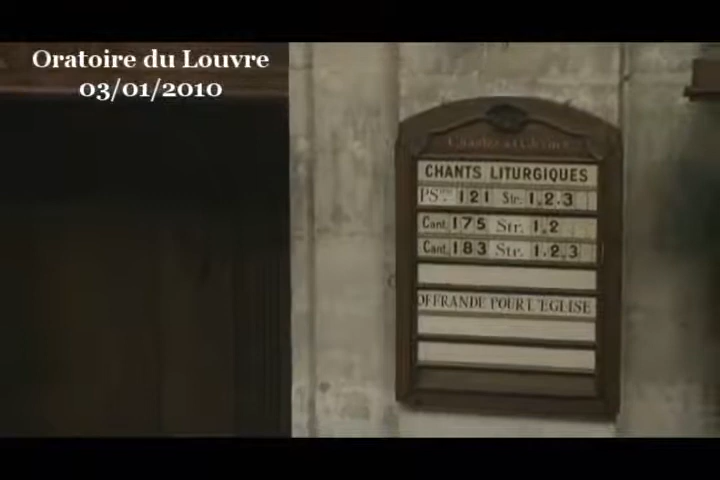 Oratoire du Louvre
03/01/2010
CHANTS LITURGIQUES
PS. 121 Str. 1.2.3
Cant. 175 Str. 1.2
Cant. 183 Str. 1.2.3
OFFRANDE POUR L'EGLISE